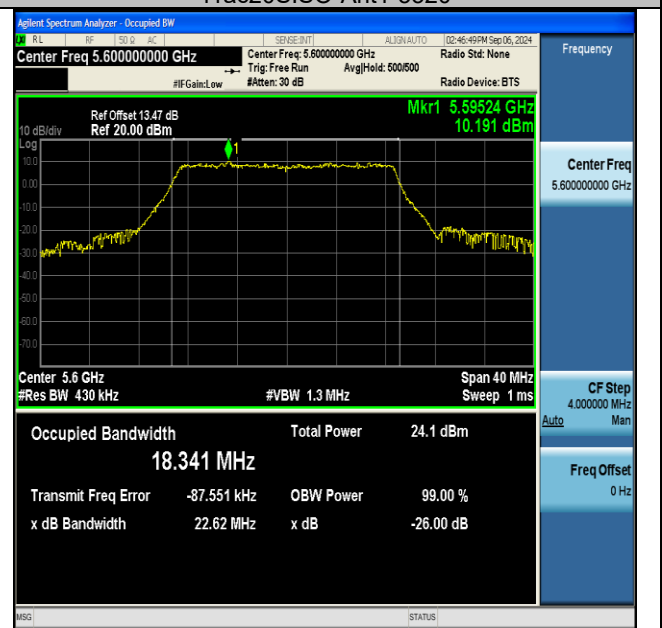 Agilent Spectrum Analyzer - Occupied BW
RL RF 50 Ω AC SENSE:INT ALIGN AUTO 02:46:49 PM Sep 06, 2024
Center Freq 5.600000000 GHz
Center Freq: 5.600000000 GHz
Radio Std: None
Trig: Free Run Avg|Hold: 500/500
#IFGain:Low
#Atten: 30 dB
Radio Device: BTS
Ref Offset 13.47 dB
10 dB/div Ref 20.00 dBm
Mkr1 5.59524 GHz
10.191 dBm
Log
1
10.0
0.00
-10.0
-20.0
-30.0
-40.0
-50.0
-60.0
-70.0
Center 5.6 GHz
Span 40 MHz
#Res BW 430 kHz #VBW 1.3 MHz Sweep 1 ms
Occupied Bandwidth
18.341 MHz
Total Power 24.1 dBm
Transmit Freq Error -87.551 kHz OBW Power 99.00 %
x dB Bandwidth 22.62 MHz x dB -26.00 dB
MSG STATUS
Frequency
Center Freq
5.600000000 GHz
CF Step
4.000000 MHz
Auto Man
Freq Offset
0 Hz